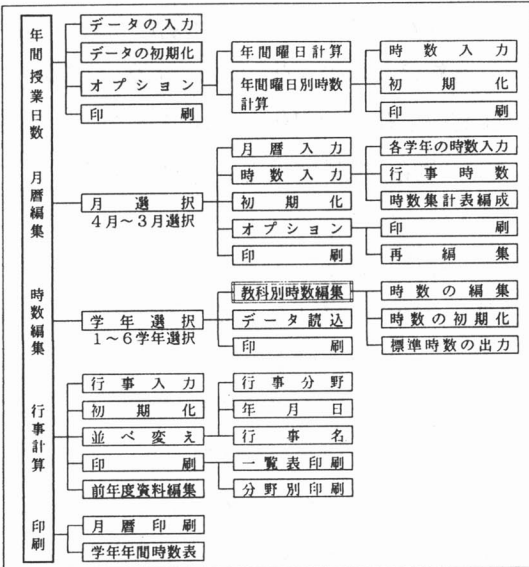 年間授業日数
データの入力
データの初期化
オプション
年間曜日計算
年間曜日別時数
計算
時数入力
初期化
印刷
印刷
月暦編集
月選択
4月～3月選択
月暦入力
時数入力
各学年の時数入力
行事時数
時数集計表編成
初期化
オプション
印刷
再編集
印刷
時数編集
学年選択
1～6学年選択
教科別時数編集
時数の編集
時数の初期化
標準時数の出力
データ読込
印刷
行事計算
行事入力
初期化
並べ変え
行事分野
年月日
行事名
印刷
一覧表印刷
分野別印刷
前年度資料編集
印刷
月暦印刷
学年年間時数表